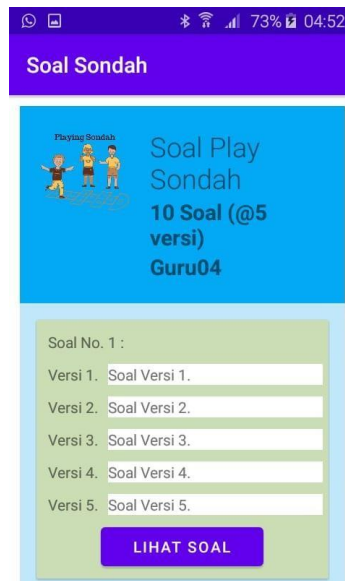 73% 04:52
Soal Sondah
Playing Sondah
Soal Play
Sondah
10 Soal (@5
versi)
Guru04
Soal No. 1 :
Versi 1. Soal Versi 1.
Versi 2. Soal Versi 2.
Versi 3. Soal Versi 3.
Versi 4. Soal Versi 4.
Versi 5. Soal Versi 5.
LIHAT SOAL